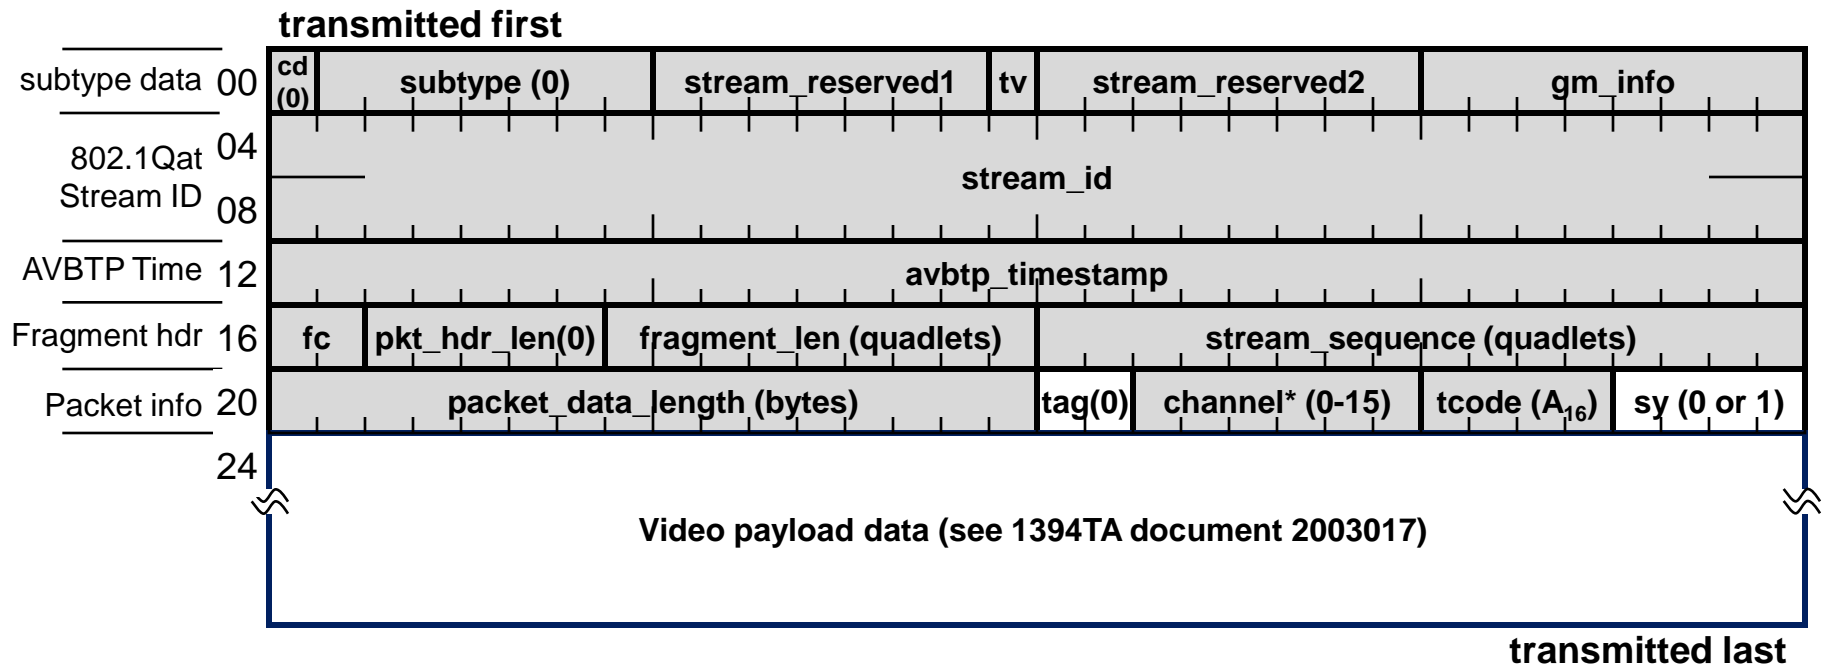 transmitted first
subtype data 00 cd (0) subtype (0) stream_reserved1 tv stream_reserved2 gm_info
802.1Qat Stream ID 04 08 stream_id
AVBTP Time 12 avbtp_timestamp
Fragment hdr 16 fc pkt_hdr_len(0) fragment_len (quadlets) stream_sequence (quadlets)
Packet info 20 packet_data_length (bytes) tag(0) channel* (0-15) tcode (A16) sy (0 or 1)
24
Video payload data (see 1394TA document 2003017)
transmitted last